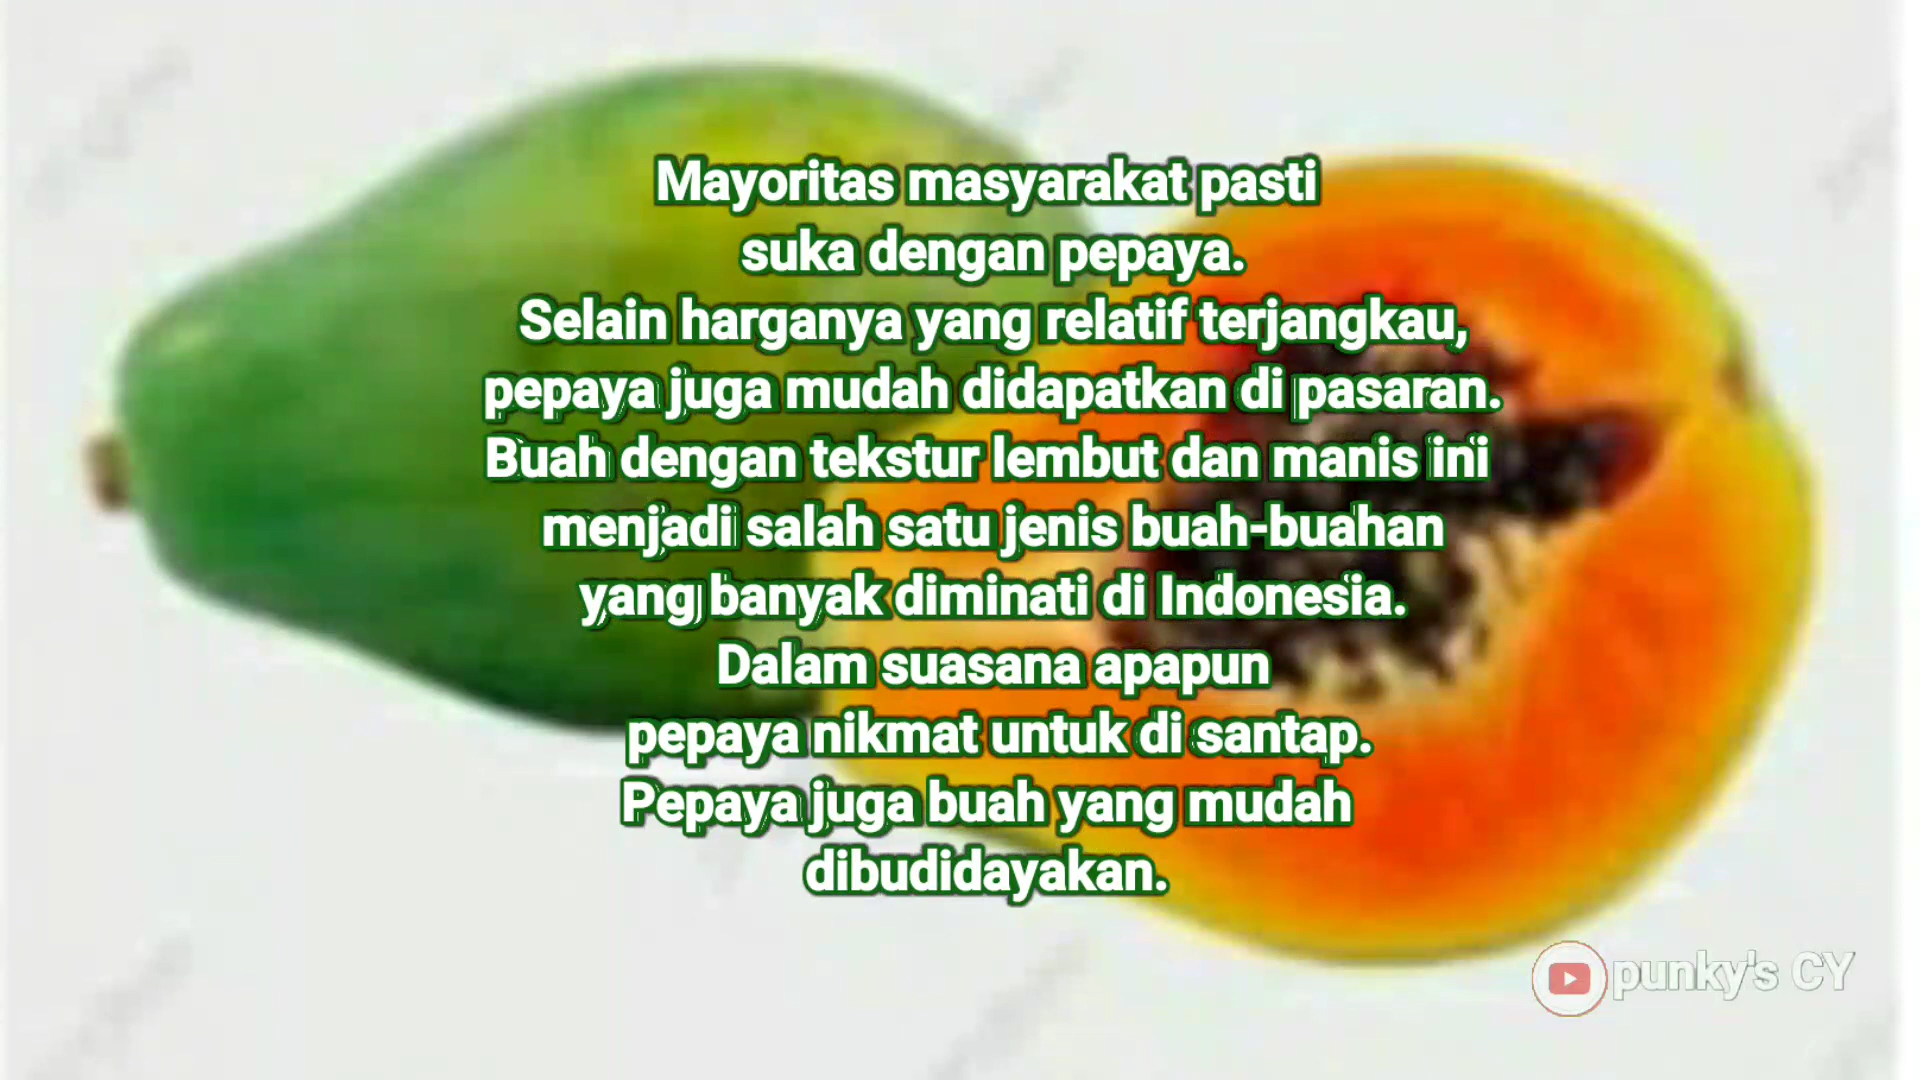 Mayoritas masyarakat pasti
suka dengan pepaya.
Selain harganya yang relatif terjangkau,
pepaya juga mudah didapatkan di pasaran.
Buah dengan tekstur lembut dan manis ini
menjadi salah satu jenis buah-buahan
yang banyak diminati di Indonesia.
Dalam suasana apapun
pepaya nikmat untuk di santap.
Pepaya juga buah yang mudah
dibudidayakan.
punky's CY